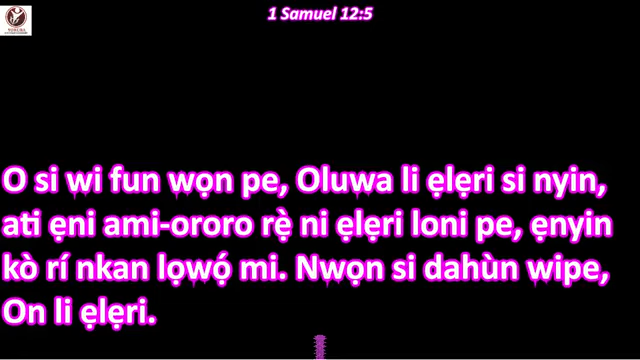 1 Samuel 12:5
O si wi fun wọn pe, Oluwa li ẹlẹri si nyin,
ati ẹni ami-ororo rẹ̀ ni ẹlẹri loni pe, ẹnyin
kò rí nkan lọwọ́ mi. Nwọn si dahùn wipe,
On li ẹlẹri.